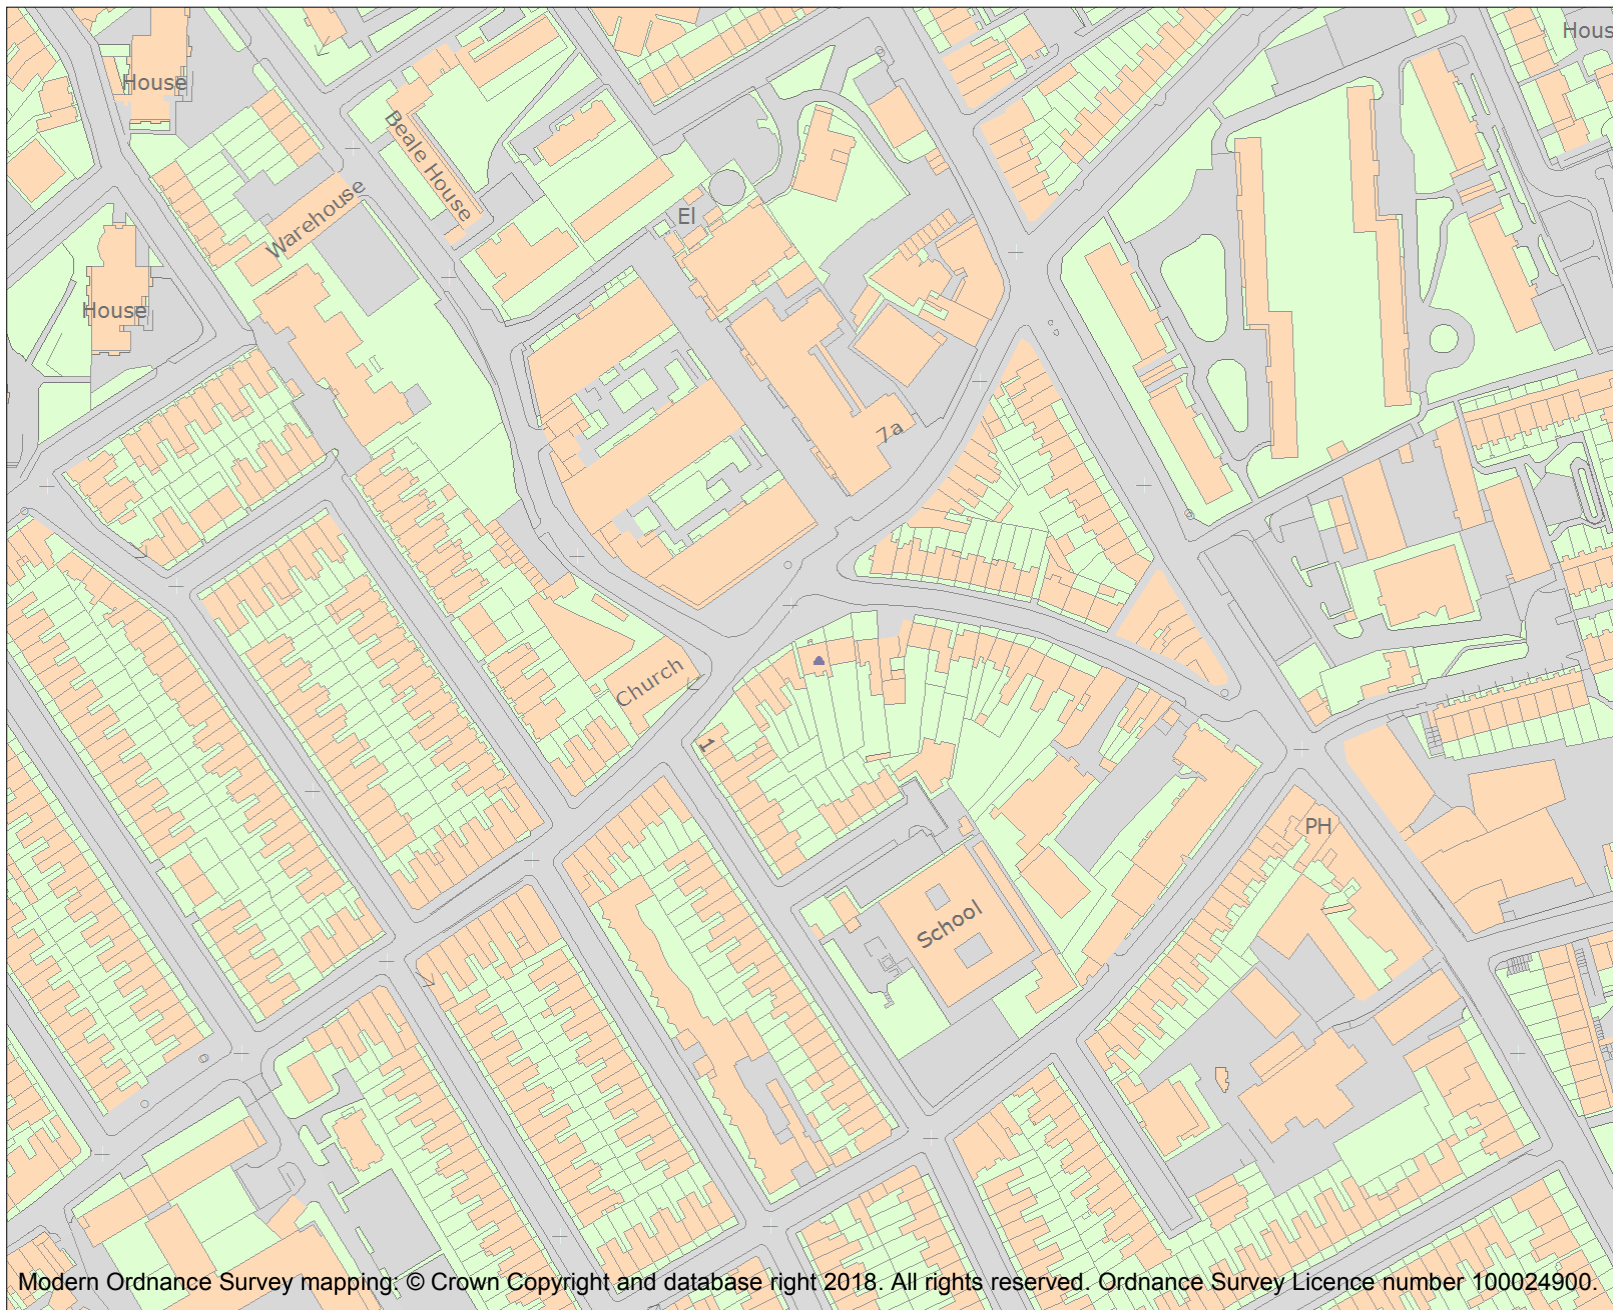 Hous
House
Beale House
Warehouse
El
House
7a
Church
1
PH
School
Modern Ordnance Survey mapping: © Crown Copyright and database right 2018. All rights reserved. Ordnance Survey Licence number 100024900.